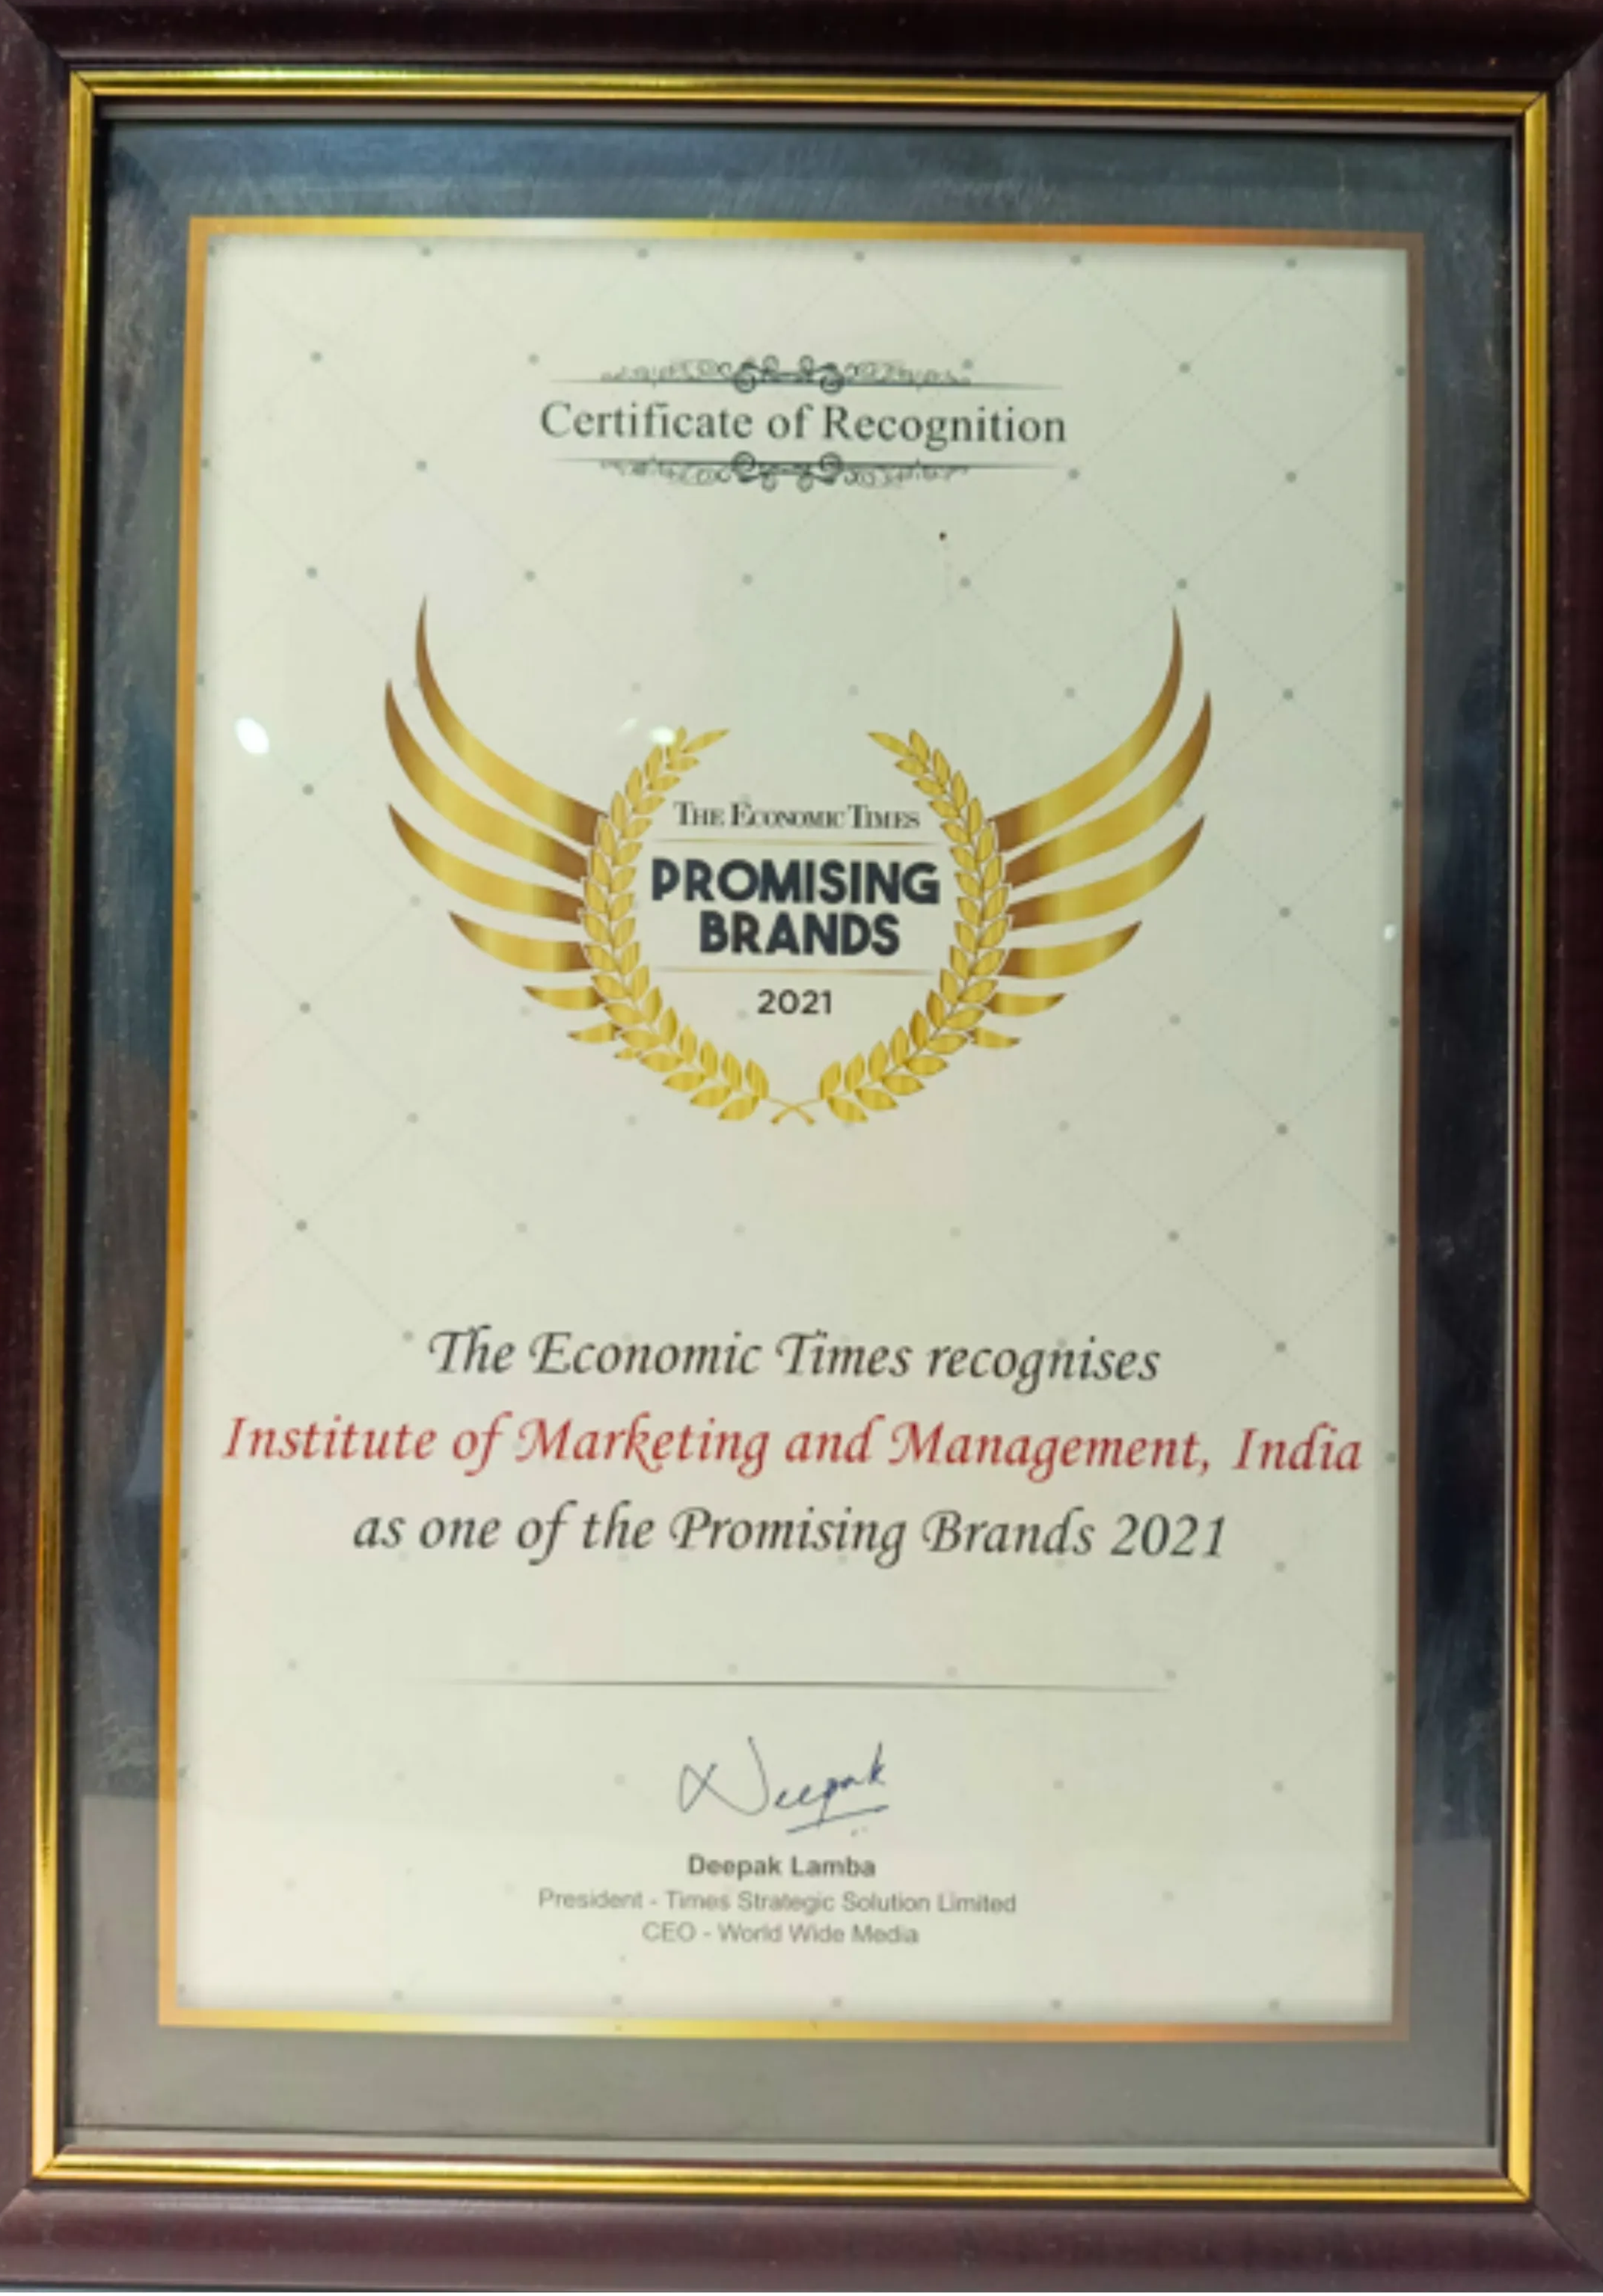 Certificate of Recognition
THE ECONOMIC TIMES
PROMISING
BRANDS
2021
The Economic Times recognises
Institute of Marketing and Management, India
as one of the Promising Brands 2021
Deepak
Deepak Lamba
President - Times Strategic Solution Limited
CEO - World Wide Media